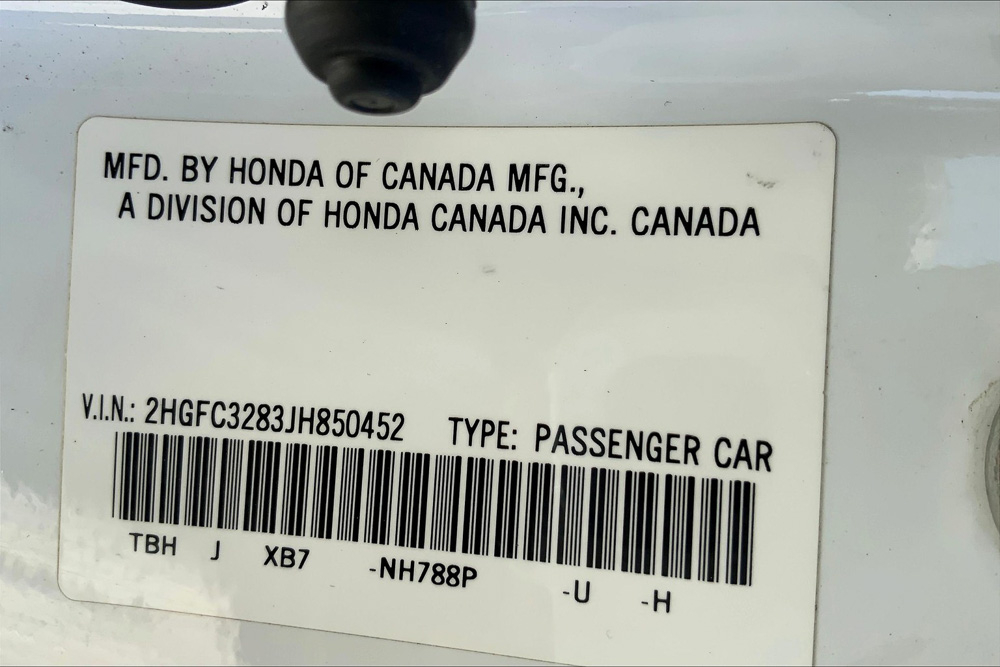 MFD. BY HONDA OF CANADA MFG.,
A DIVISION OF HONDA CANADA INC. CANADA
V.I.N.: 2HGFC3283JH850452 TYPE: PASSENGER CAR
TBH J XB7 -NH788P -U -H